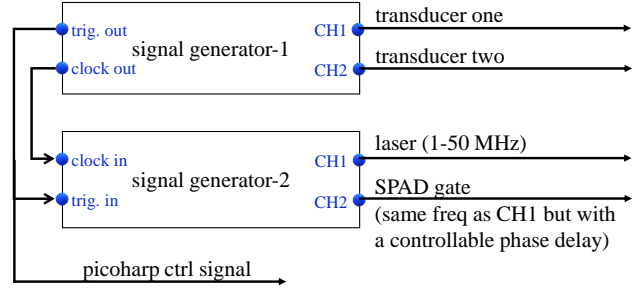 trig. out
signal generator-1
clock out
CH1
CH2
transducer one
transducer two
clock in
signal generator-2
trig. in
CH1
CH2
laser (1-50 MHz)
SPAD gate
(same freq as CH1 but with
a controllable phase delay)
picoharp ctrl signal